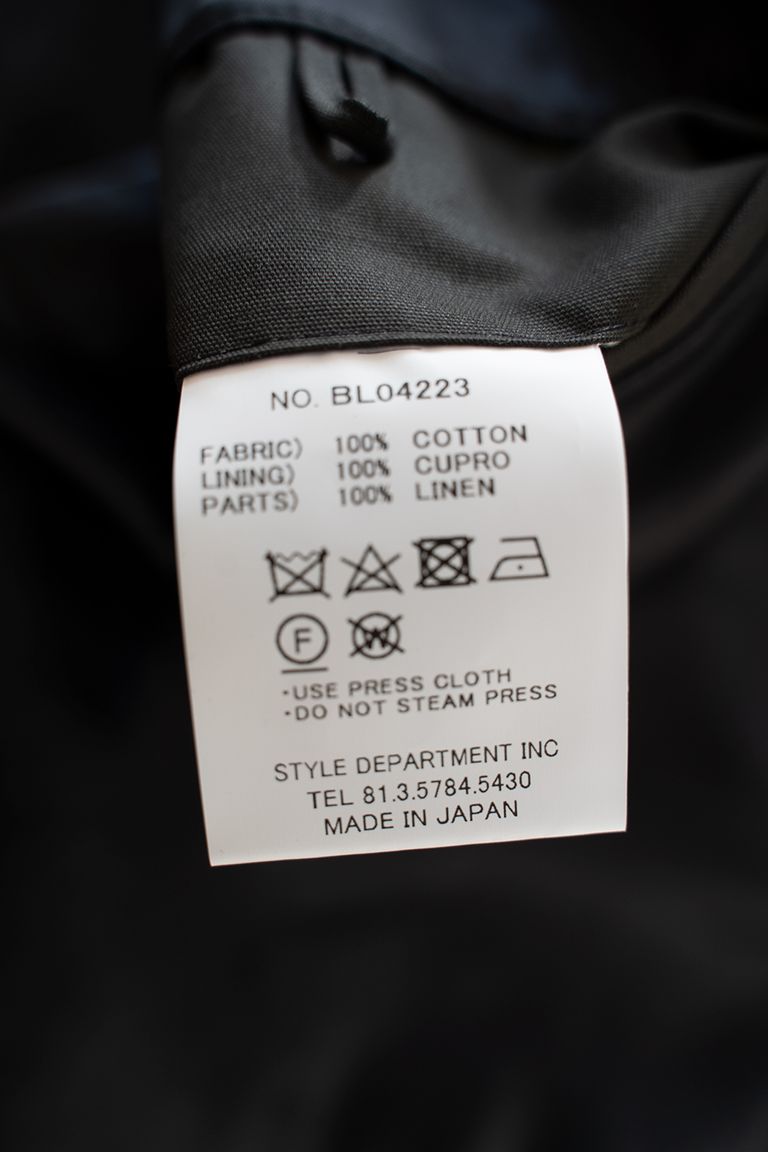 NO. BL04223
FABRIC) 100% COTTON
LINING) 100% CUPRO
PARTS) 100% LINEN
F W
·USE PRESS CLOTH
·DO NOT STEAM PRESS
STYLE DEPARTMENT INC
TEL 81.3.5784.5430
MADE IN JAPAN